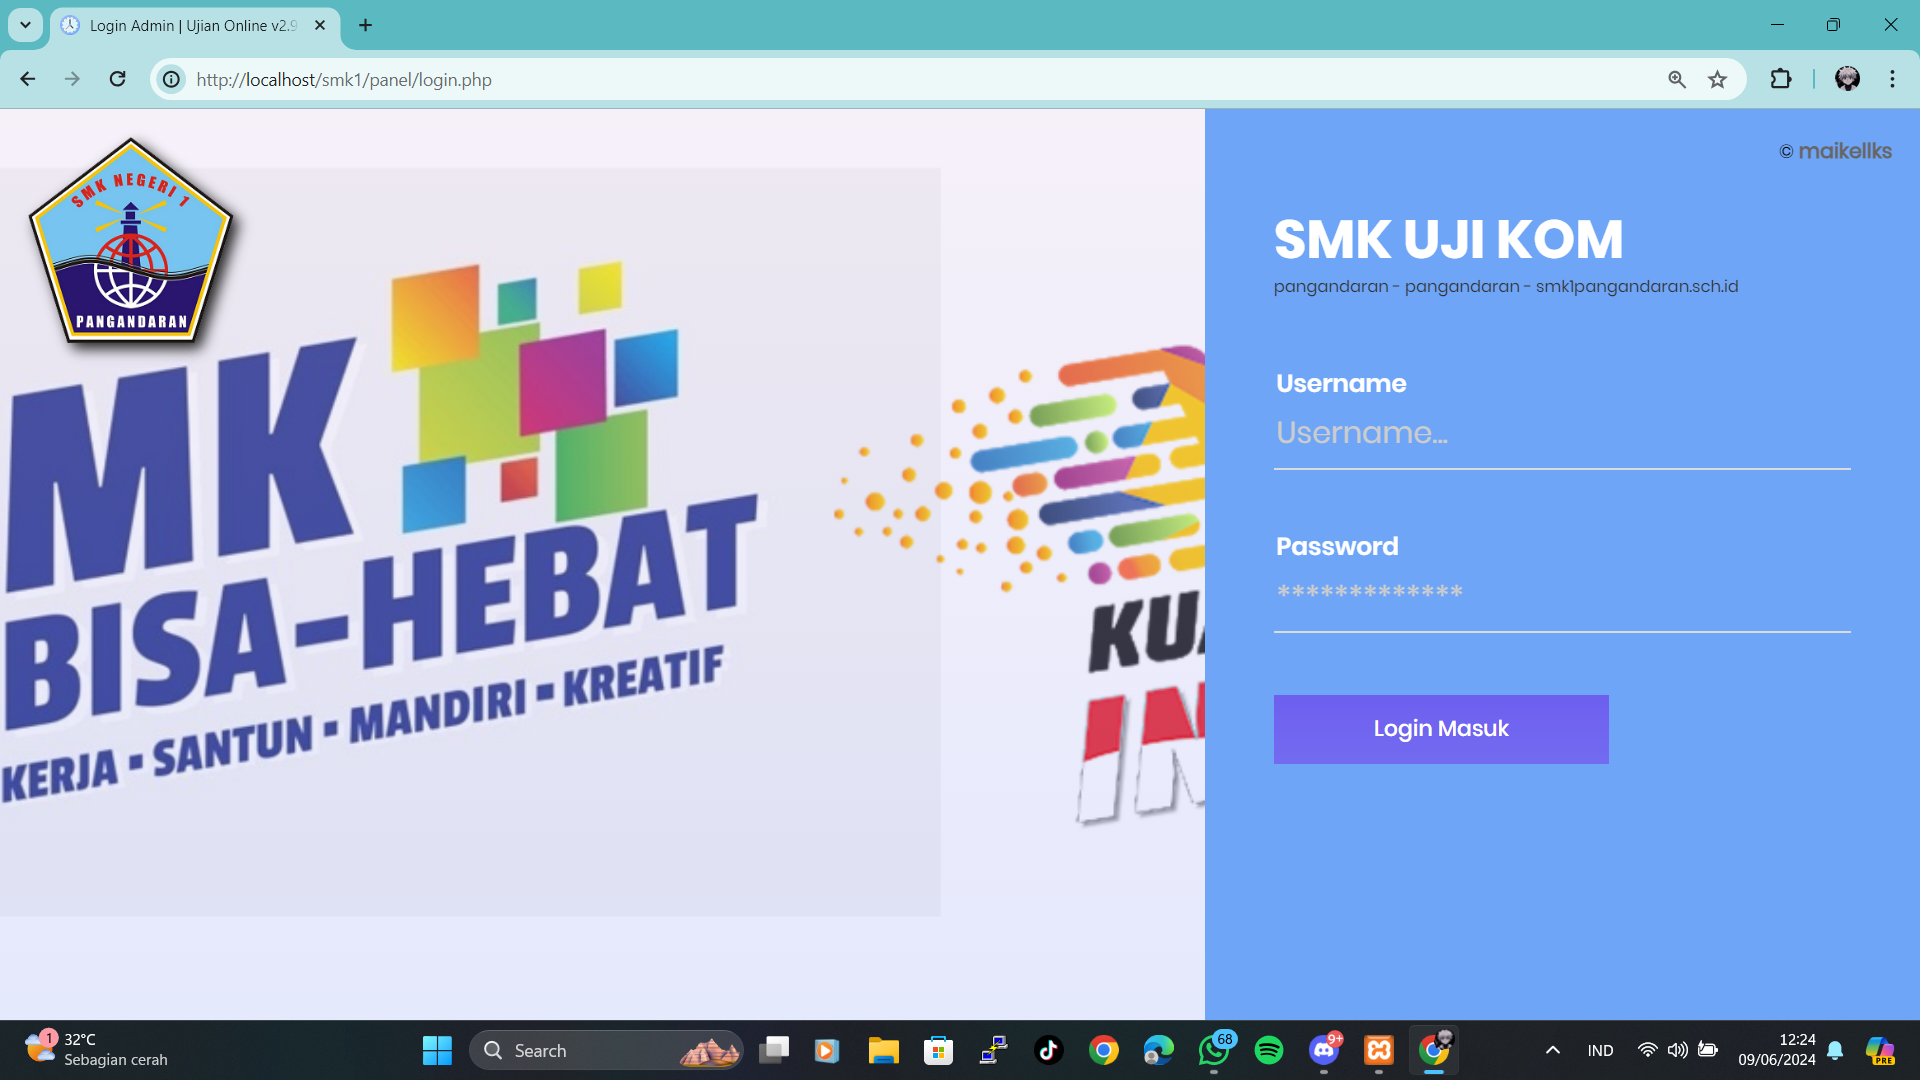 Login Admin | Ujian Online v2.9
http://localhost/smk1/panel/login.php
SMK NEGERI 1
PANGANDARAN
MK
BISA-HEBAT
KERJA ▪ SANTUN ▪ MANDIRI ▪ KREATIF
© maikellks
SMK UJI KOM
pangandaran - pangandaran - smk1pangandaran.sch.id
Username
Username...
Password
*************
Login Masuk
1
32°C
Sebagian cerah
Search
68
9+
PRE
IND
12:24
09/06/2024